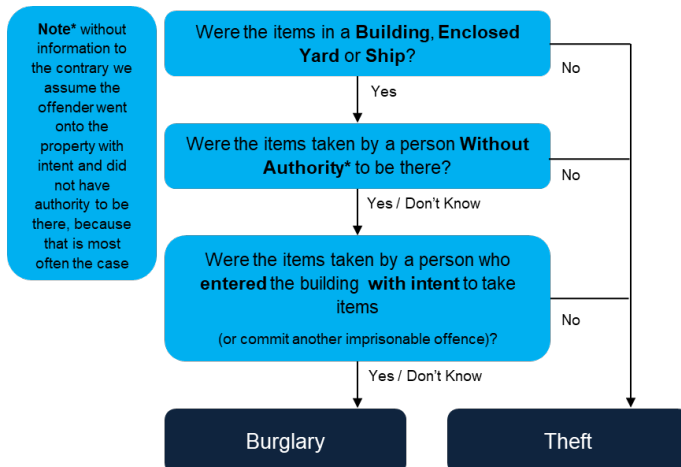 Note* without
information to
the contrary we
assume the
offender went
onto the
property with
intent and did
not have
authority to be
there, because
that is most
often the case
Were the items in a Building, Enclosed
Yard or Ship?
No
Yes
Were the items taken by a person Without
Authority* to be there?
No
Yes / Don't Know
Were the items taken by a person who
entered the building with intent to take
items
(or commit another imprisonable offence)?
No
Yes / Don't Know
Burglary
Theft